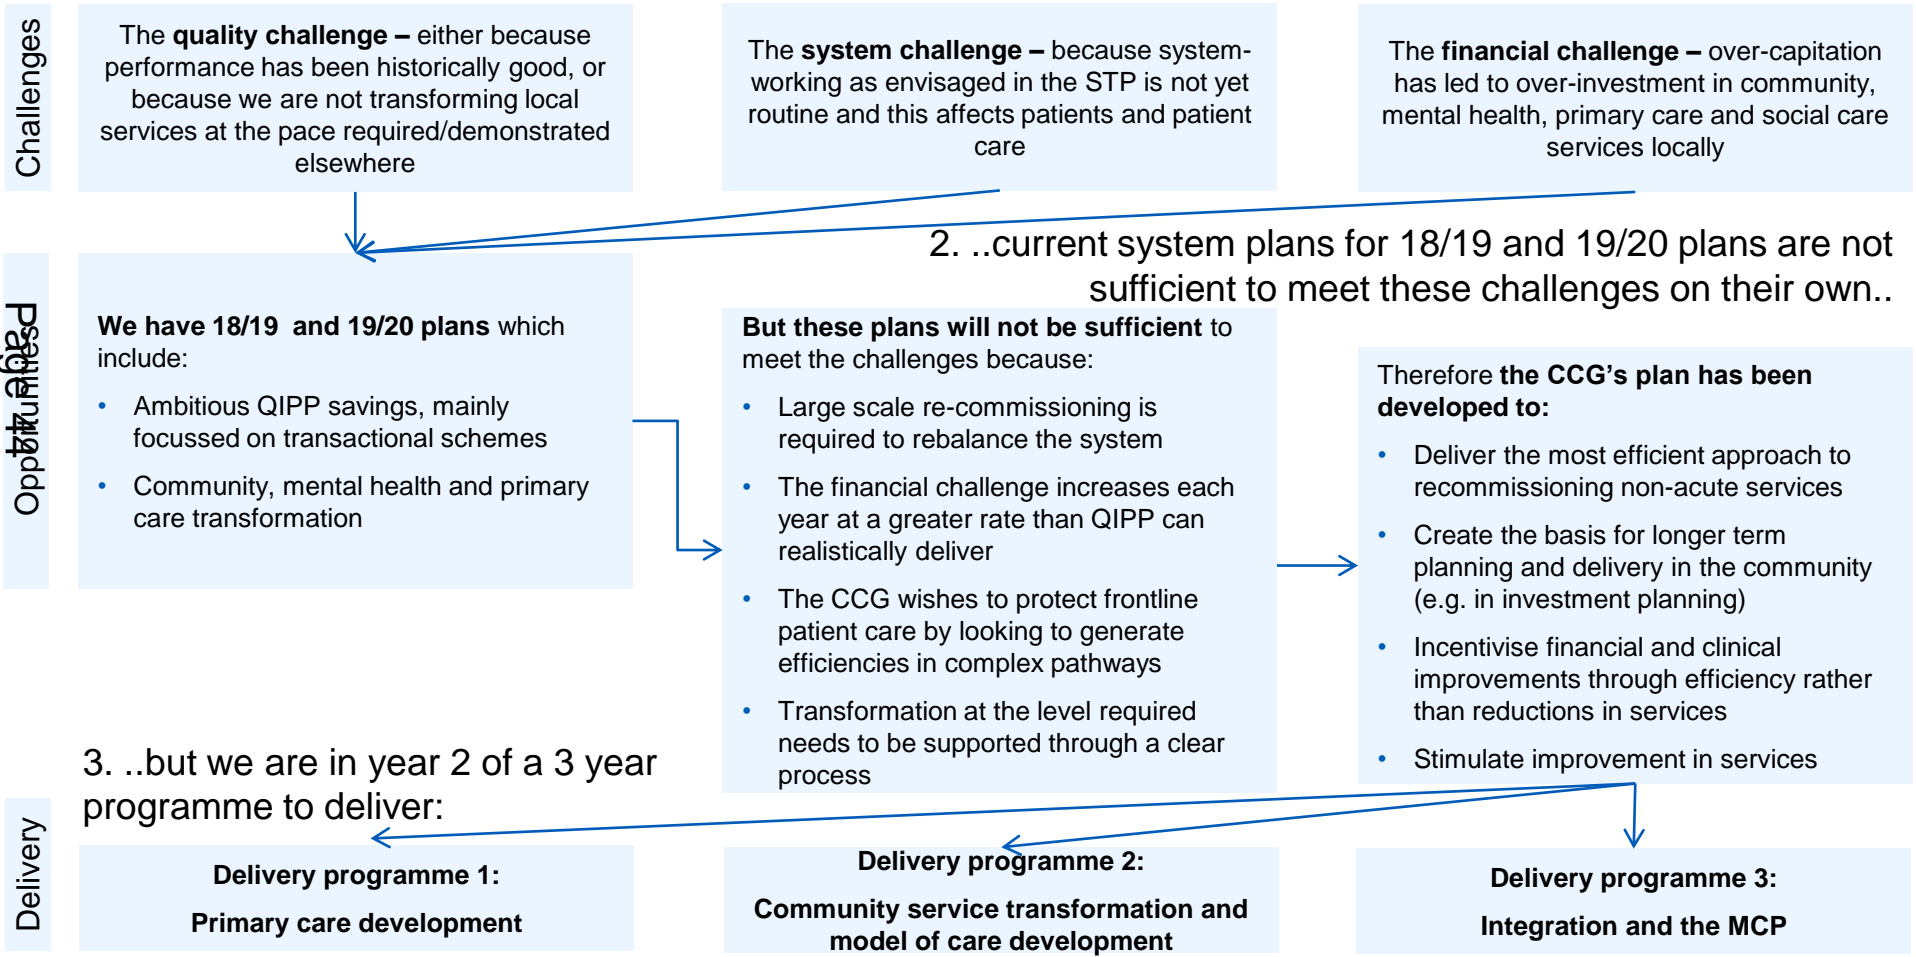 Challenges
The quality challenge – either because
performance has been historically good, or
because we are not transforming local
services at the pace required/demonstrated
elsewhere
The system challenge – because system-
working as envisaged in the STP is not yet
routine and this affects patients and patient
care
The financial challenge – over-capitation
has led to over-investment in community,
mental health, primary care and social care
services locally
2. ..current system plans for 18/19 and 19/20 plans are not
sufficient to meet these challenges on their own..
Page 44
Opportunities
We have 18/19 and 19/20 plans which
include:
• Ambitious QIPP savings, mainly
focussed on transactional schemes
• Community, mental health and primary
care transformation
But these plans will not be sufficient to
meet the challenges because:
• Large scale re-commissioning is
required to rebalance the system
• The financial challenge increases each
year at a greater rate than QIPP can
realistically deliver
• The CCG wishes to protect frontline
patient care by looking to generate
efficiencies in complex pathways
• Transformation at the level required
needs to be supported through a clear
process
Therefore the CCG’s plan has been
developed to:
• Deliver the most efficient approach to
recommissioning non-acute services
• Create the basis for longer term
planning and delivery in the community
(e.g. in investment planning)
• Incentivise financial and clinical
improvements through efficiency rather
than reductions in services
• Stimulate improvement in services
3. ..but we are in year 2 of a 3 year
programme to deliver:
Delivery
Delivery programme 1:
Primary care development
Delivery programme 2:
Community service transformation and
model of care development
Delivery programme 3:
Integration and the MCP